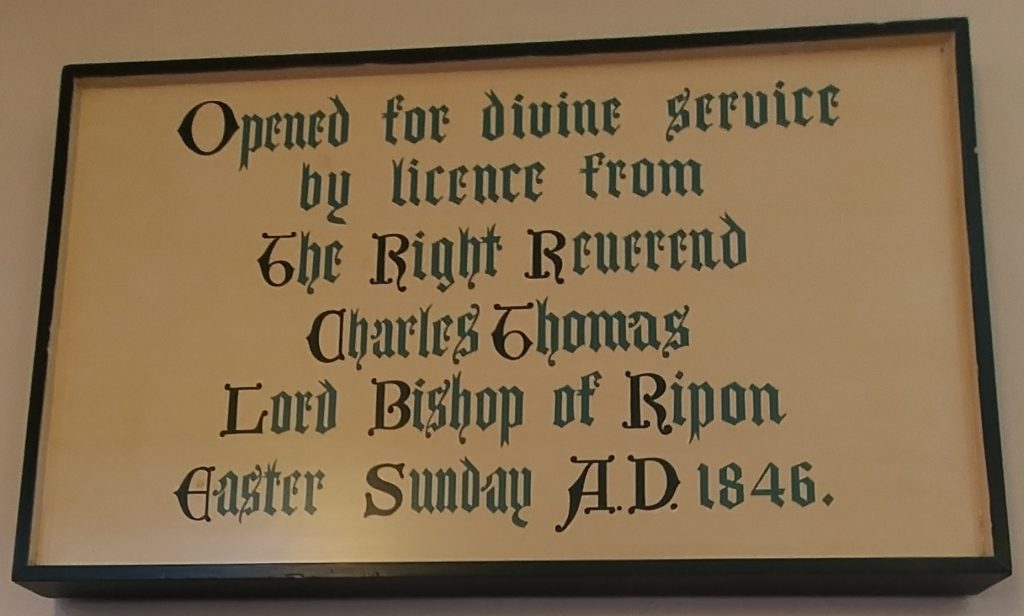 Opened for divine service
by licence from
The Right Reverend
Charles Thomas
Lord Bishop of Ripon
Easter Sunday A.D. 1846.